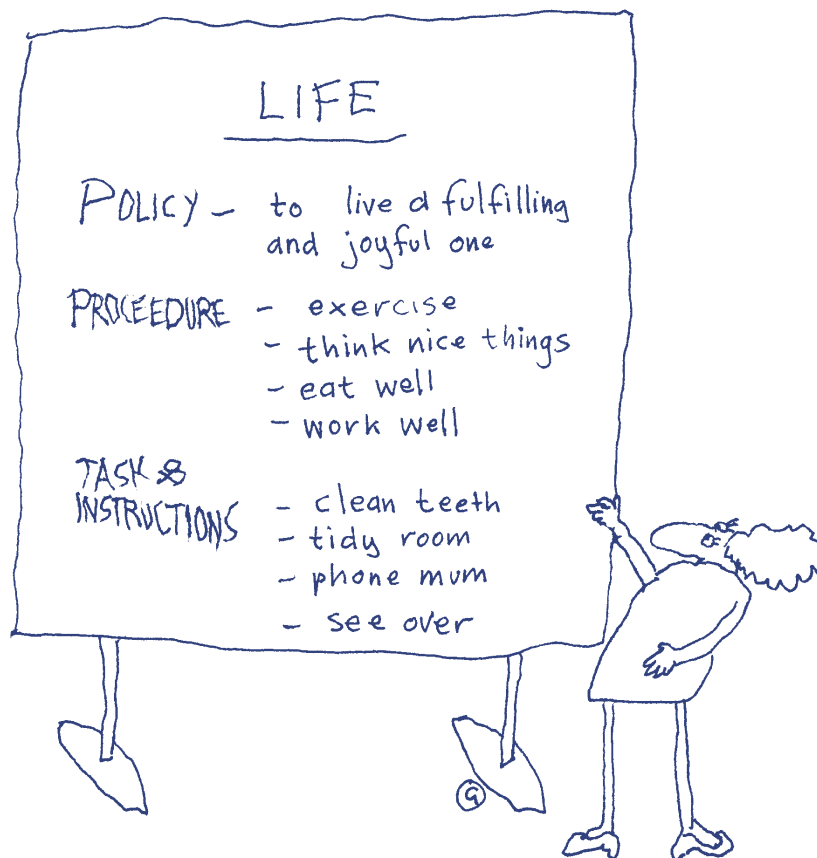 LIFE
POLICY - to live a fulfilling
and joyful one
PROCEEDURE - exercise
- think nice things
- eat well
- work well
TASK &
INSTRUCTIONS - clean teeth
- tidy room
- phone mum
- see over
G